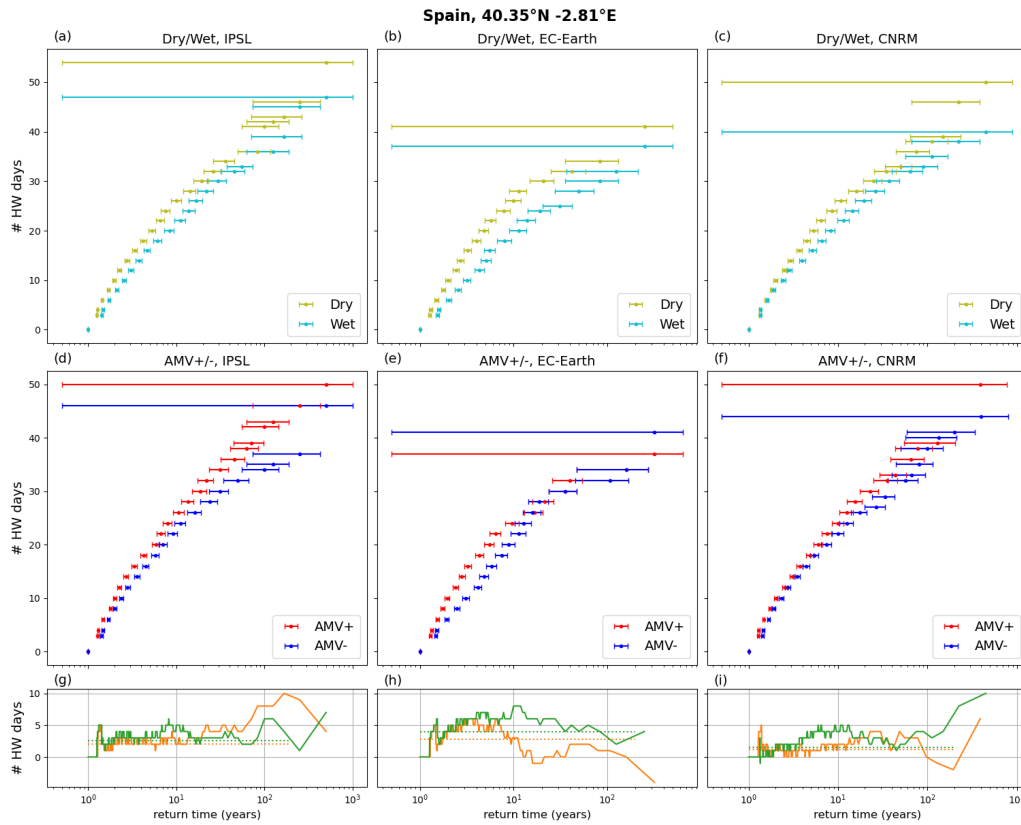 Spain, 40.35°N -2.81°E
(a) Dry/Wet, IPSL
(b) Dry/Wet, EC-Earth
(c) Dry/Wet, CNRM
# HW days
50
40
30
20
10
0
Dry
Wet
Dry
Wet
Dry
Wet
(d) AMV+/-, IPSL
(e) AMV+/-, EC-Earth
(f) AMV+/-, CNRM
# HW days
50
40
30
20
10
0
AMV+
AMV-
AMV+
AMV-
AMV+
AMV-
(g)
(h)
(i)
# HW days
10
5
0
10⁰ 10¹ 10² 10³
10⁰ 10¹ 10²
10⁰ 10¹ 10² 10³
return time (years)
return time (years)
return time (years)